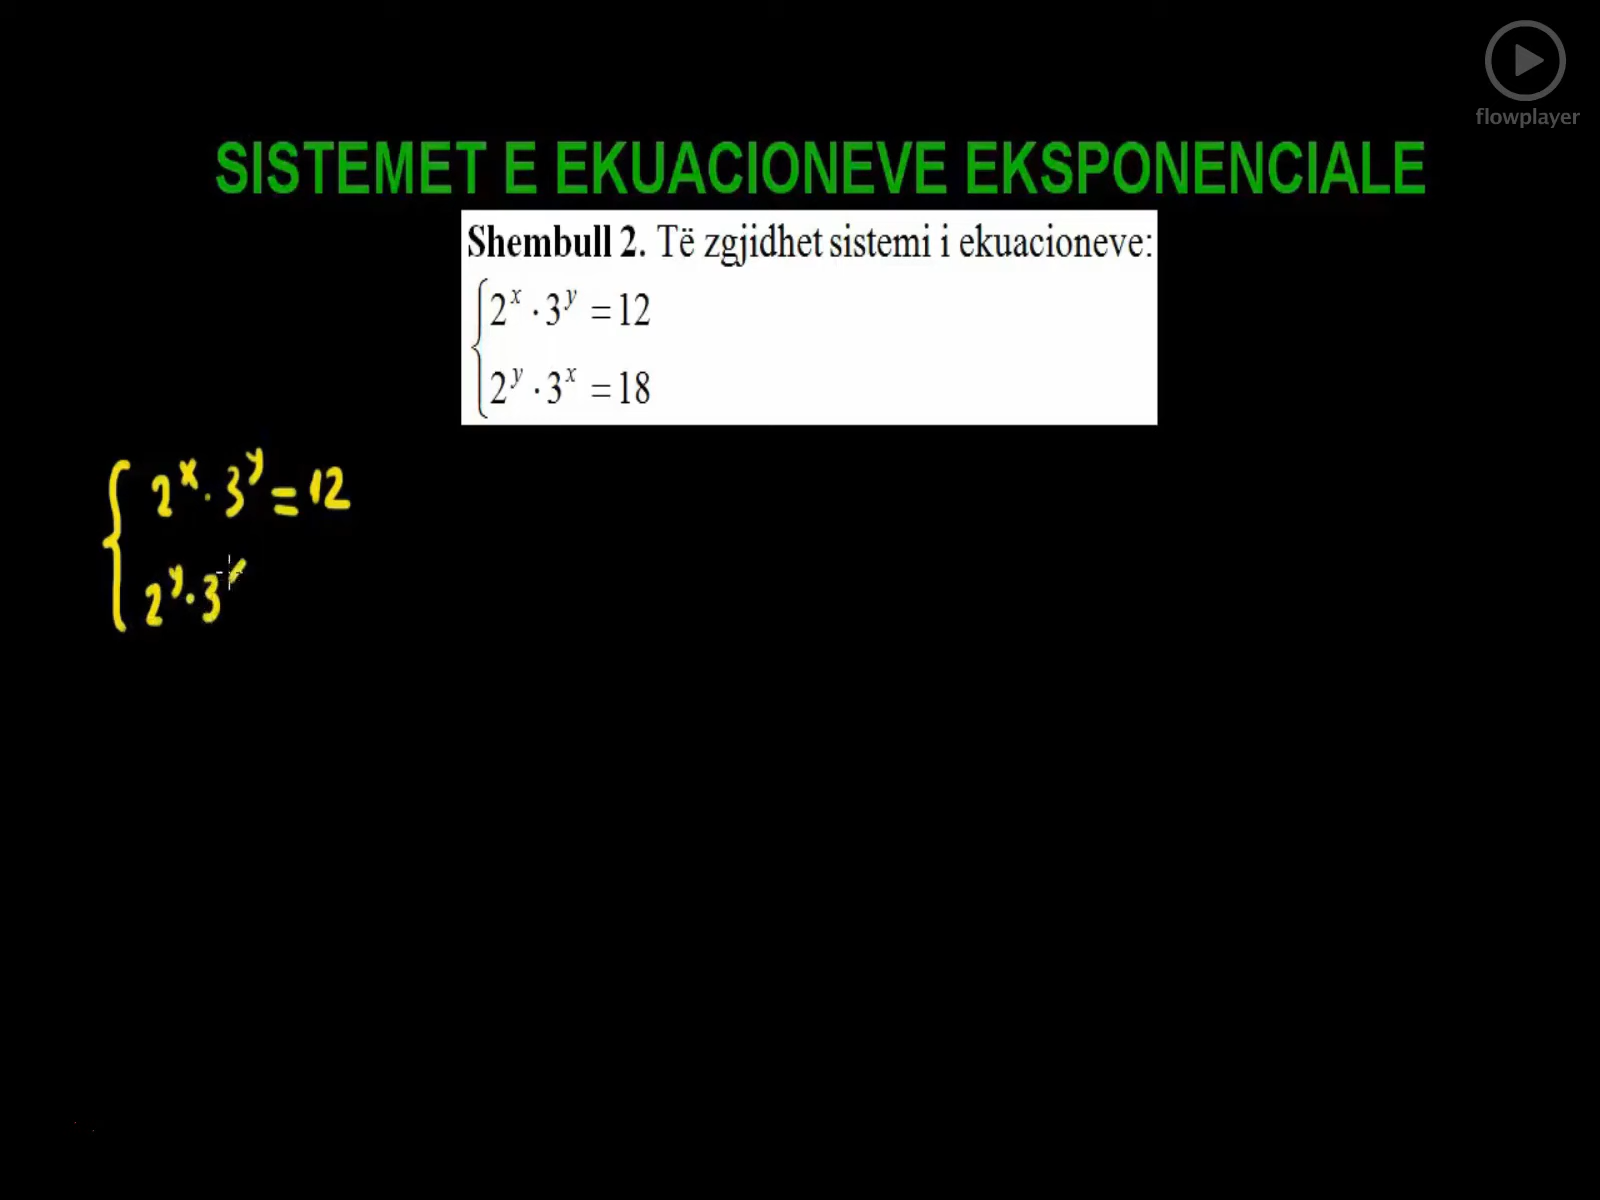 flowplayer
SISTEMET E EKUACIONEVE EKSPONENCIALE
Shembull 2. Të zgjidhet sistemi i ekuacioneve:
2^x · 3^y = 12
2^y · 3^x = 18
2^x · 3^y = 12
2^y · 3